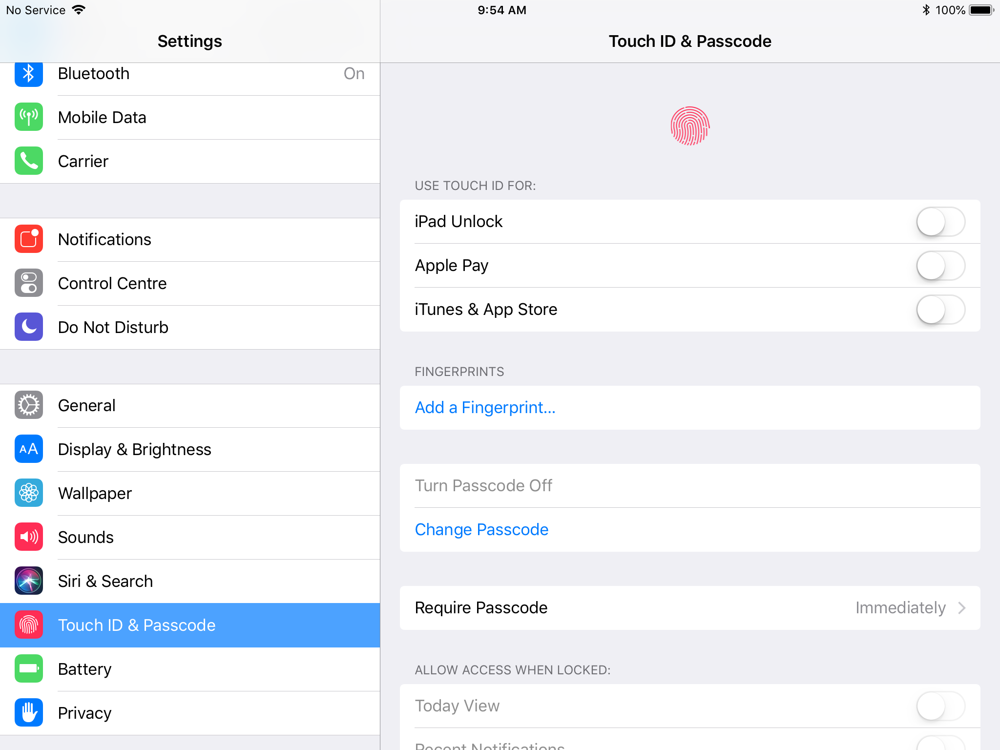 No Service
9:54 AM
100%
Settings
Touch ID & Passcode
Bluetooth On
Mobile Data
Carrier
Notifications
Control Centre
Do Not Disturb
General
AA Display & Brightness
Wallpaper
Sounds
Siri & Search
Touch ID & Passcode
Battery
Privacy
USE TOUCH ID FOR:
iPad Unlock
Apple Pay
iTunes & App Store
FINGERPRINTS
Add a Fingerprint...
Turn Passcode Off
Change Passcode
Require Passcode Immediately
ALLOW ACCESS WHEN LOCKED:
Today View
Recent Notifications